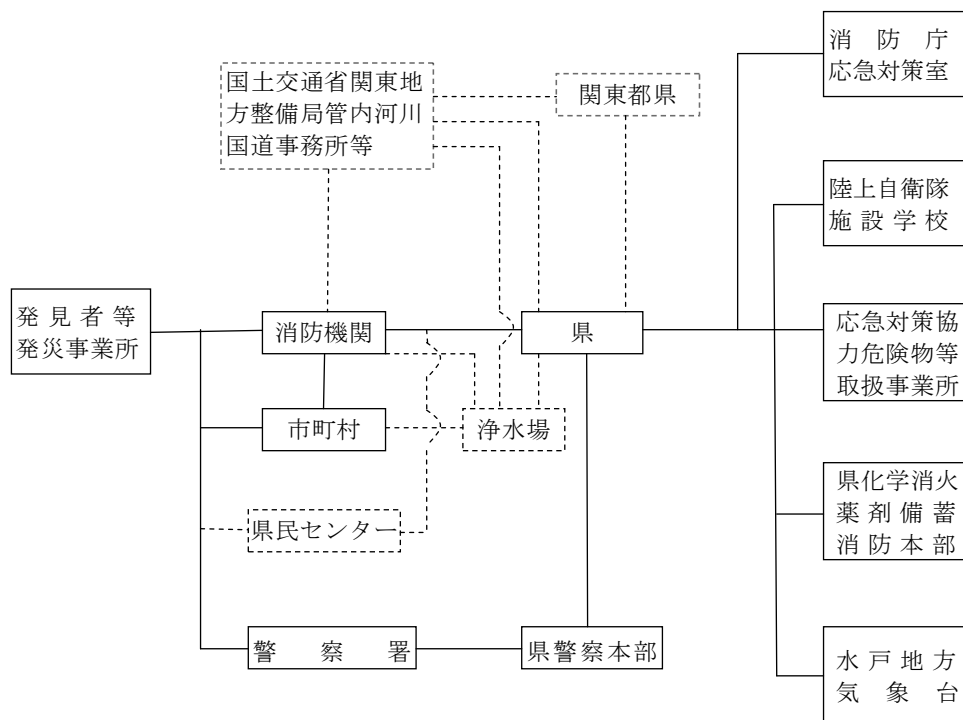 消防庁
応急対策室
国土交通省関東地
方整備局管内河川
国道事務所等
関東都県
陸上自衛隊
施設学校
発見者等
発災事業所
消防機関
県
応急対策協
力危険物等
取扱事業所
市町村
浄水場
県化学消火
薬剤備蓄
消防本部
県民センター
警察署
県警察本部
水戸地方
気象台